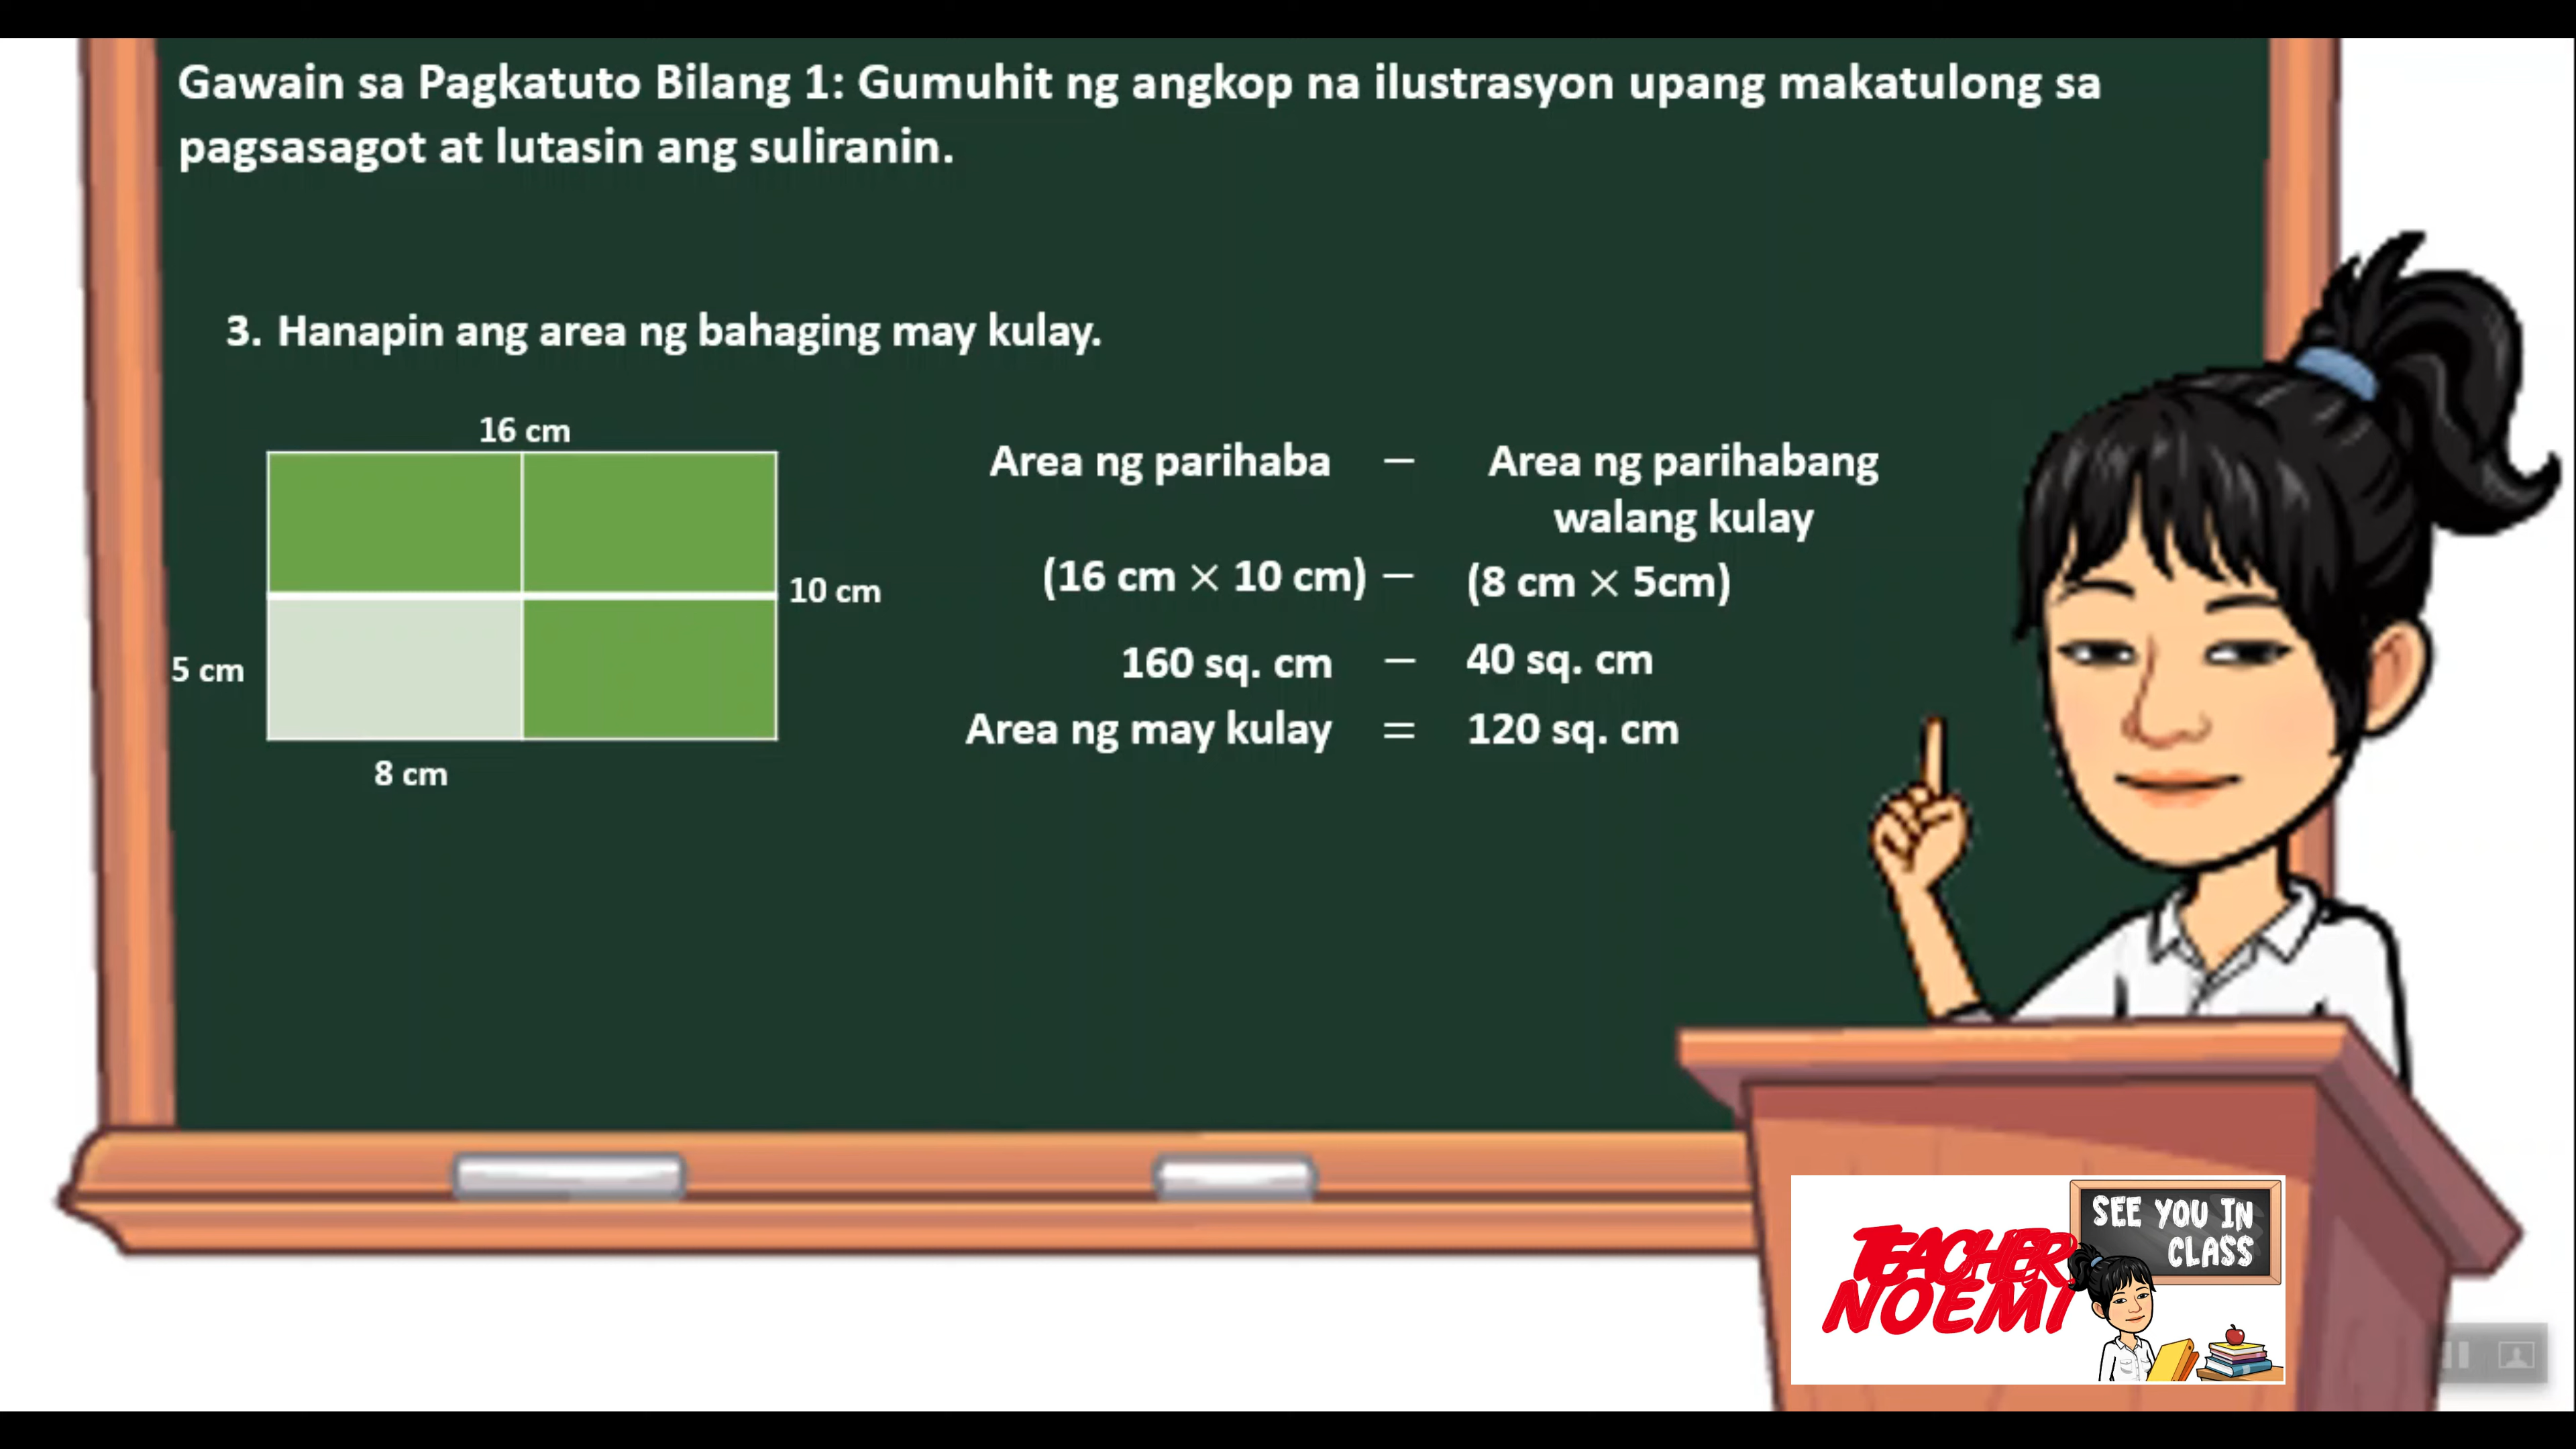 Gawain sa Pagkatuto Bilang 1: Gumuhit ng angkop na ilustrasyon upang makatulong sa
pagsasagot at lutasin ang suliranin.
3. Hanapin ang area ng bahaging may kulay.
16 cm
10 cm
5 cm
8 cm
Area ng parihaba – Area ng parihabang
walang kulay
(16 cm × 10 cm) – (8 cm × 5cm)
160 sq. cm – 40 sq. cm
Area ng may kulay = 120 sq. cm
TEACHER
NOEMI
SEE YOU IN
CLASS